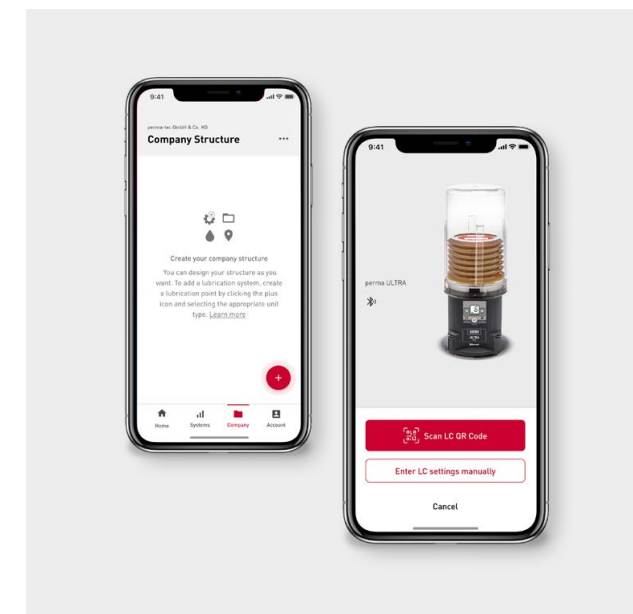 9:41
perma-tec GmbH & Co. KG
Company Structure
Create your company structure
You can design your structure as you
want. To add a lubrication system, create
a lubrication point by clicking the plus
icon and selecting the appropriate unit
type. Learn more
Home
Systems
Company
Account
9:41
perma ULTRA
Scan LC QR Code
Enter LC settings manually
Cancel